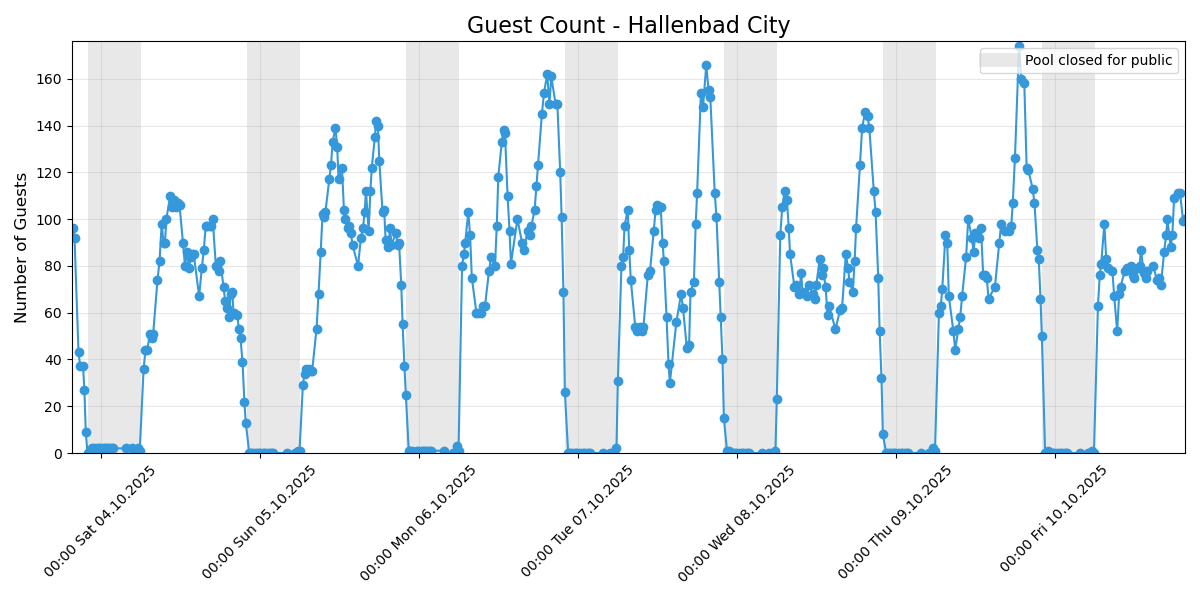 Guest Count - Hallenbad City
Pool closed for public
Number of Guests
160
140
120
100
80
60
40
20
0
00:00 Sat 04.10.2025
00:00 Sun 05.10.2025
00:00 Mon 06.10.2025
00:00 Tue 07.10.2025
00:00 Wed 08.10.2025
00:00 Thu 09.10.2025
00:00 Fri 10.10.2025